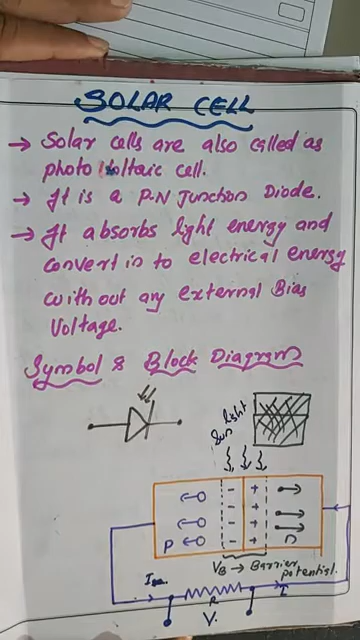 SOLAR CELL
→ Solar cells are also called as
photo Voltaic cell.
→ It is a P-N Junction Diode.
→ It absorbs light energy and
convert in to electrical energy
with out any external Bias
Voltage.
Symbol & Block Diagram
Sun light
- +
- +
- +
- +
P
n
VB → Barrier
potential.
I
R
V.